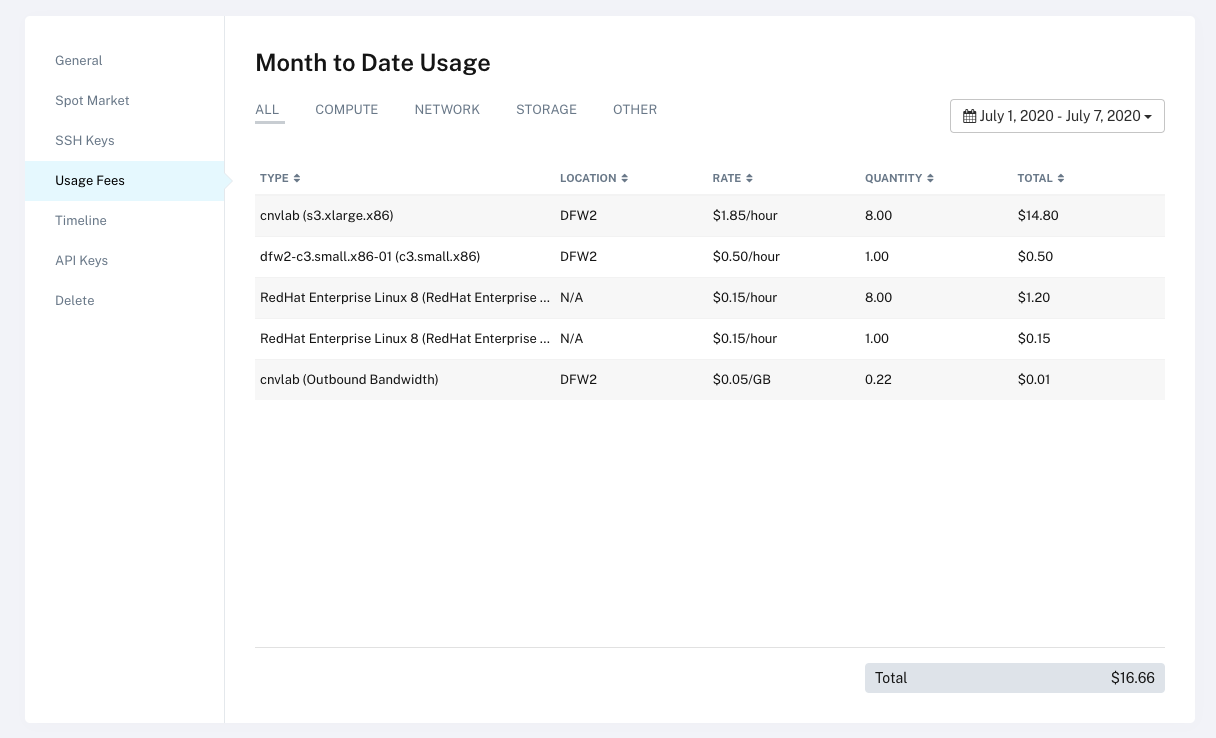 General
Spot Market
SSH Keys
Usage Fees
Timeline
API Keys
Delete
Month to Date Usage
ALL COMPUTE NETWORK STORAGE OTHER
July 1, 2020 - July 7, 2020
TYPE LOCATION RATE QUANTITY TOTAL
cnvlab (s3.xlarge.x86) DFW2 $1.85/hour 8.00 $14.80
dfw2-c3.small.x86-01 (c3.small.x86) DFW2 $0.50/hour 1.00 $0.50
RedHat Enterprise Linux 8 (RedHat Enterprise ... N/A $0.15/hour 8.00 $1.20
RedHat Enterprise Linux 8 (RedHat Enterprise ... N/A $0.15/hour 1.00 $0.15
cnvlab (Outbound Bandwidth) DFW2 $0.05/GB 0.22 $0.01
Total $16.66